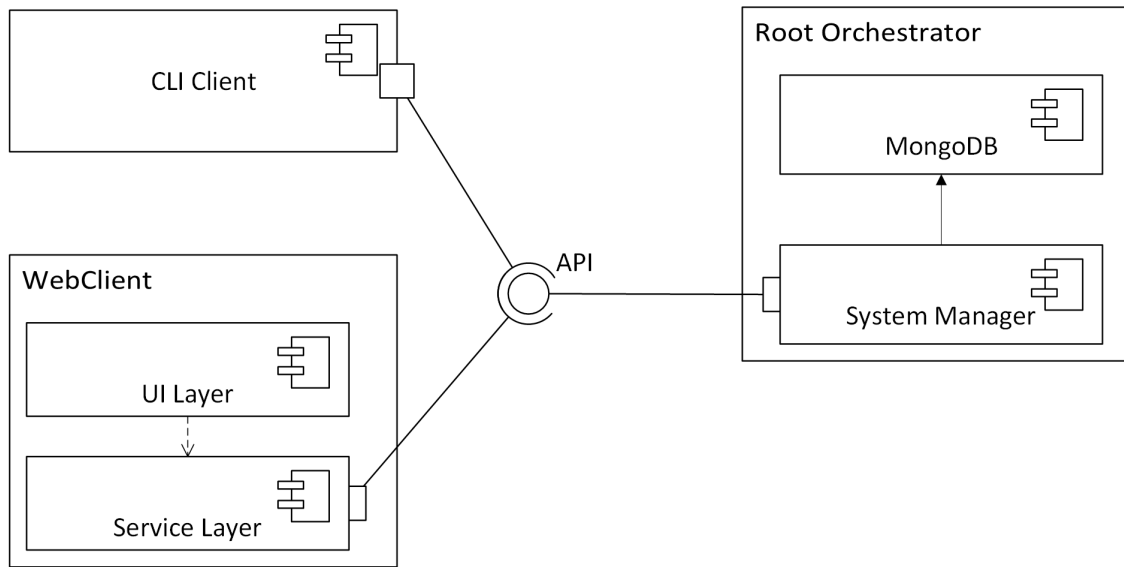 CLI Client
WebClient
UI Layer
Service Layer
API
Root Orchestrator
MongoDB
System Manager